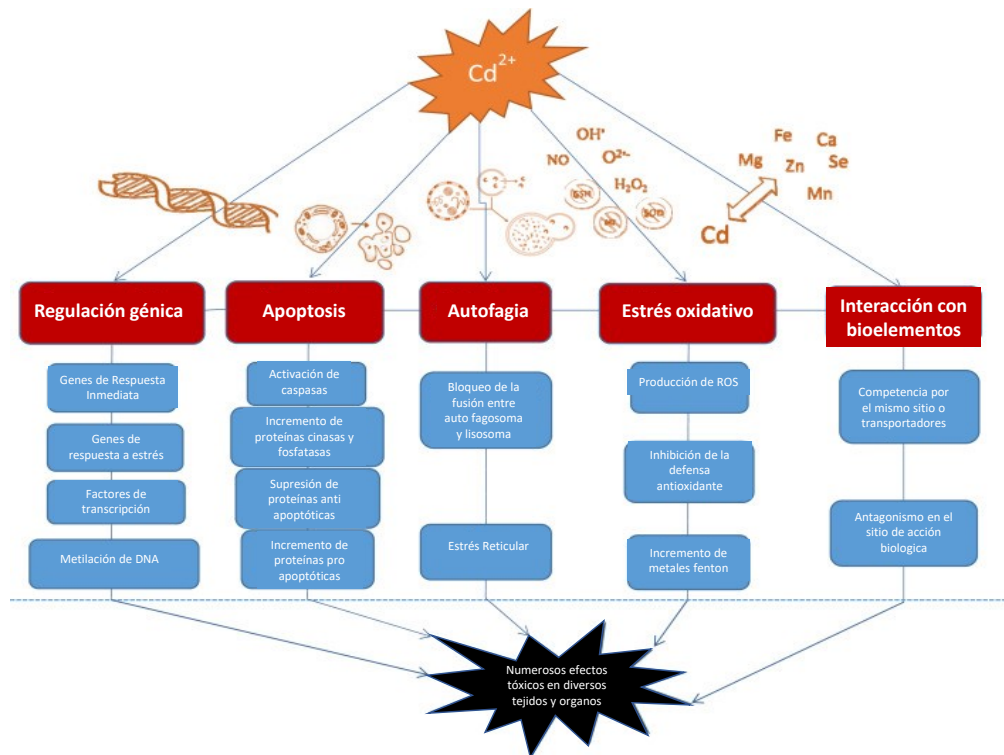 Cd2+
OH•
NO
O2•-
H2O2
GSH
SOD
Fe
Ca
Mg
Zn
Se
Mn
Cd
Regulación génica
Apoptosis
Autofagia
Estrés oxidativo
Interacción con
bioelementos
Genes de Respuesta
Inmediata
Genes de
respuesta a estrés
Factores de
transcripción
Metilación de DNA
Activación de
caspasas
Incremento de
proteínas cinasas y
fosfatasas
Supresión de
proteínas anti
apoptóticas
Incremento de
proteínas pro
apoptóticas
Bloqueo de la
fusión entre
auto fagosoma
y lisosoma
Estrés Reticular
Producción de ROS
Inhibición de la
defensa
antioxidante
Incremento de
metales fenton
Competencia por
el mismo sitio o
transportadores
Antagonismo en el
sitio de acción
biologica
Numerosos efectos
tóxicos en diversos
tejidos y organos